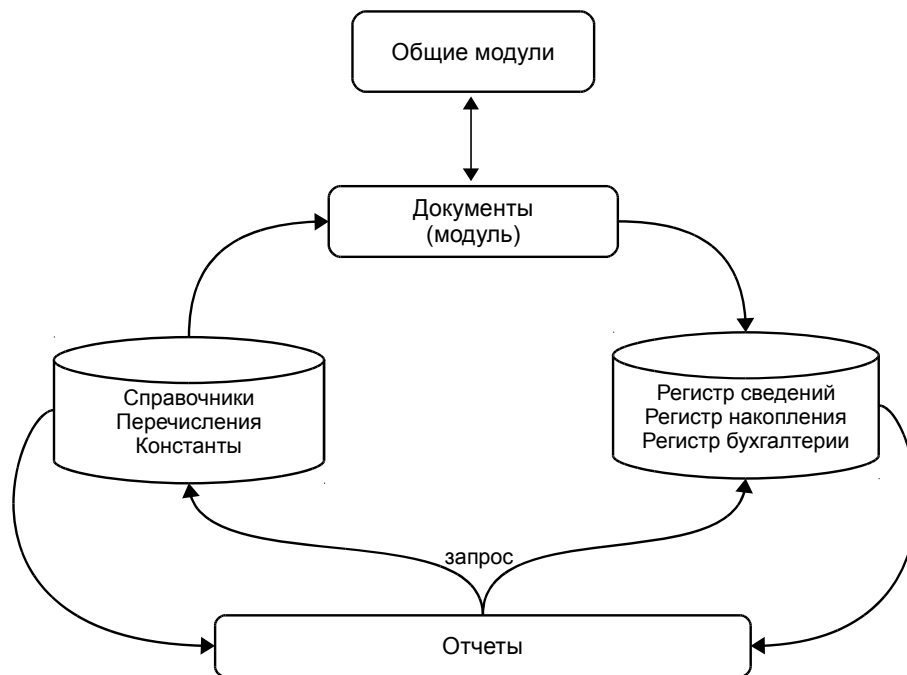 Общие модули
Документы
(модуль)
Справочники
Перечисления
Константы
Регистр сведений
Регистр накопления
Регистр бухгалтерии
запрос
Отчеты